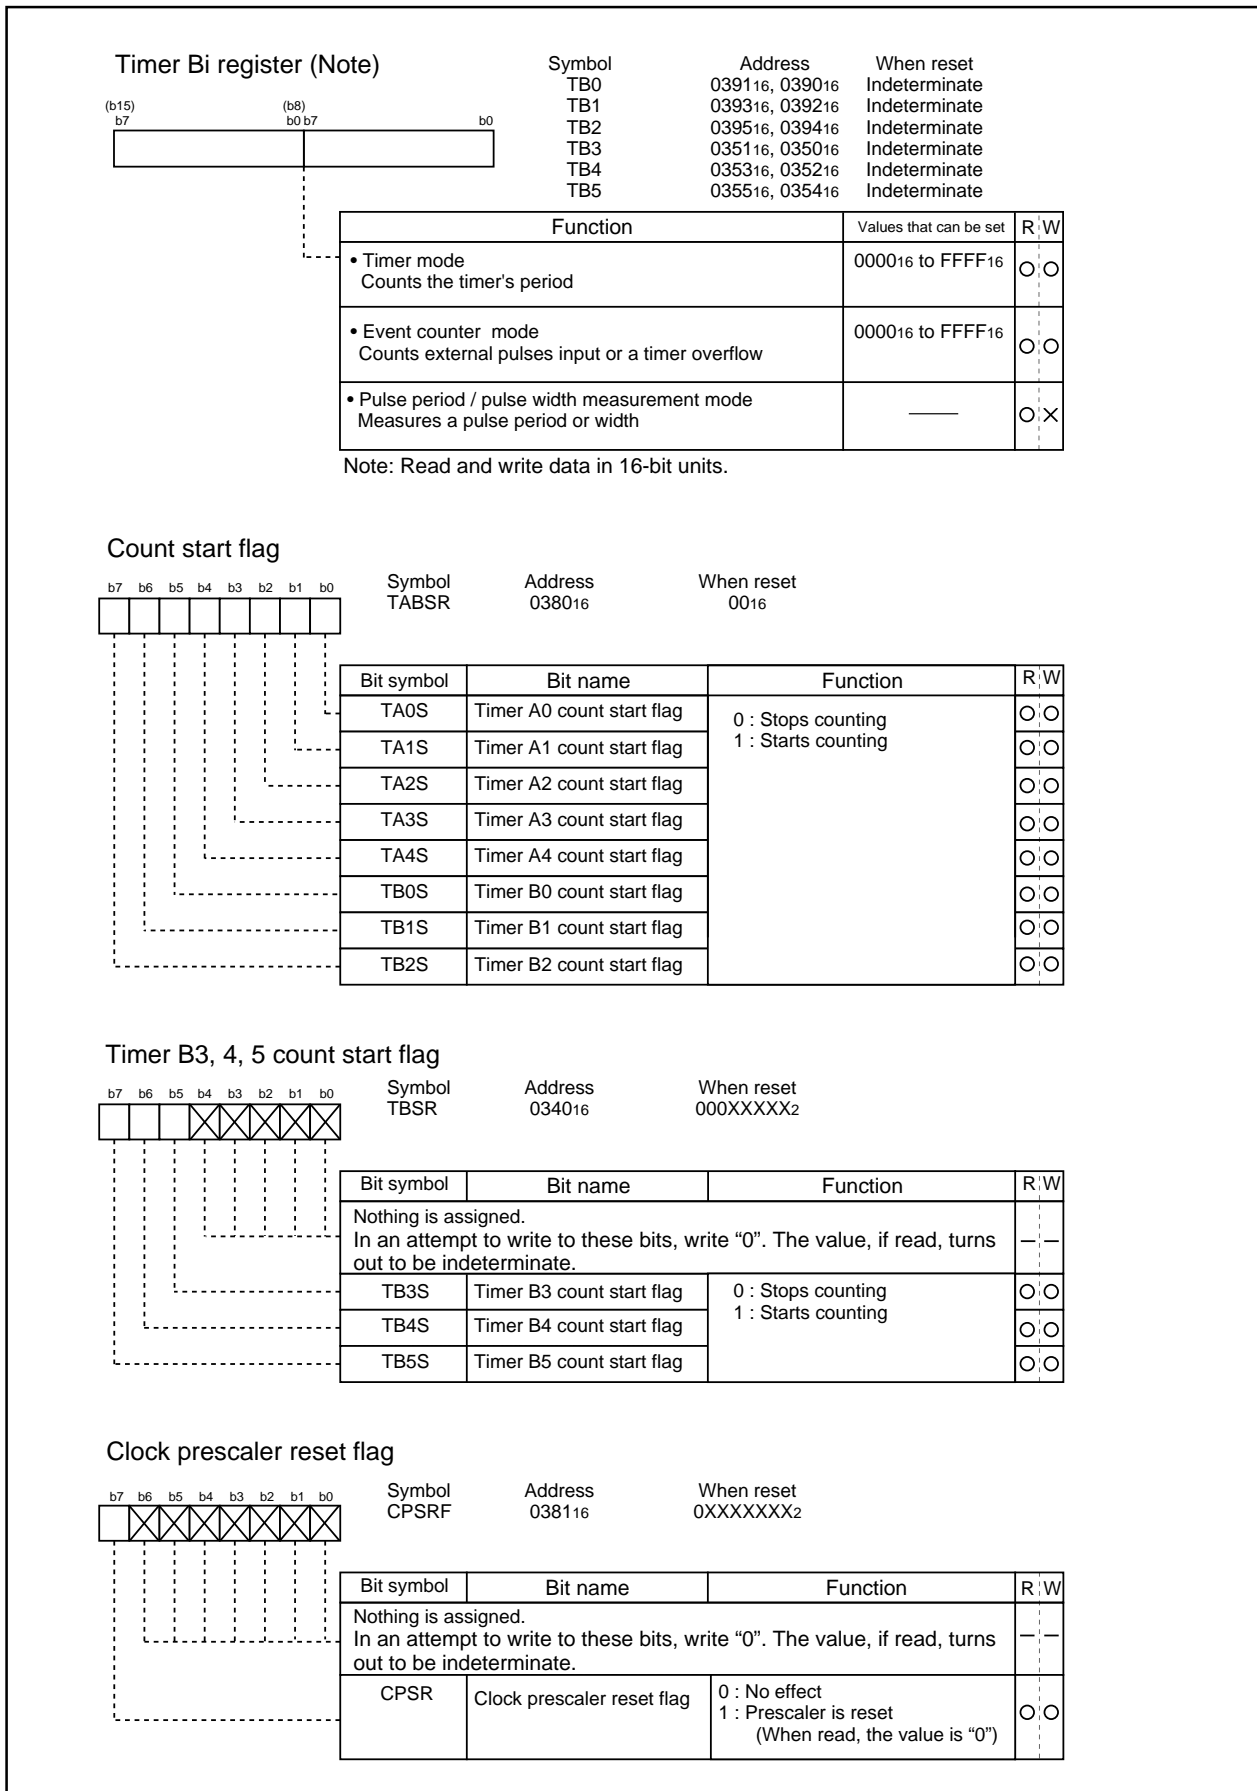 Timer Bi register (Note)
Symbol Address When reset
TB0 039116, 039016 Indeterminate
TB1 039316, 039216 Indeterminate
TB2 039516, 039416 Indeterminate
TB3 035116, 035016 Indeterminate
TB4 035316, 035216 Indeterminate
TB5 035516, 035416 Indeterminate
(b15) (b8)
b7 b0 b7 b0
Function Values that can be set R W
• Timer mode 000016 to FFFF16
Counts the timer's period
• Event counter mode 000016 to FFFF16
Counts external pulses input or a timer overflow
• Pulse period / pulse width measurement mode
Measures a pulse period or width
Note: Read and write data in 16-bit units.
Count start flag
b7 b6 b5 b4 b3 b2 b1 b0
Symbol Address When reset
TABSR 038016 0016
Bit symbol Bit name Function R W
TA0S Timer A0 count start flag 0 : Stops counting
TA1S Timer A1 count start flag 1 : Starts counting
TA2S Timer A2 count start flag
TA3S Timer A3 count start flag
TA4S Timer A4 count start flag
TB0S Timer B0 count start flag
TB1S Timer B1 count start flag
TB2S Timer B2 count start flag
Timer B3, 4, 5 count start flag
b7 b6 b5 b4 b3 b2 b1 b0
Symbol Address When reset
TBSR 034016 000XXXXX2
Bit symbol Bit name Function R W
Nothing is assigned.
In an attempt to write to these bits, write “0”. The value, if read, turns
out to be indeterminate.
TB3S Timer B3 count start flag 0 : Stops counting
TB4S Timer B4 count start flag 1 : Starts counting
TB5S Timer B5 count start flag
Clock prescaler reset flag
b7 b6 b5 b4 b3 b2 b1 b0
Symbol Address When reset
CPSRF 038116 0XXXXXXX2
Bit symbol Bit name Function R W
Nothing is assigned.
In an attempt to write to these bits, write “0”. The value, if read, turns
out to be indeterminate.
CPSR Clock prescaler reset flag 0 : No effect
1 : Prescaler is reset
(When read, the value is “0”)